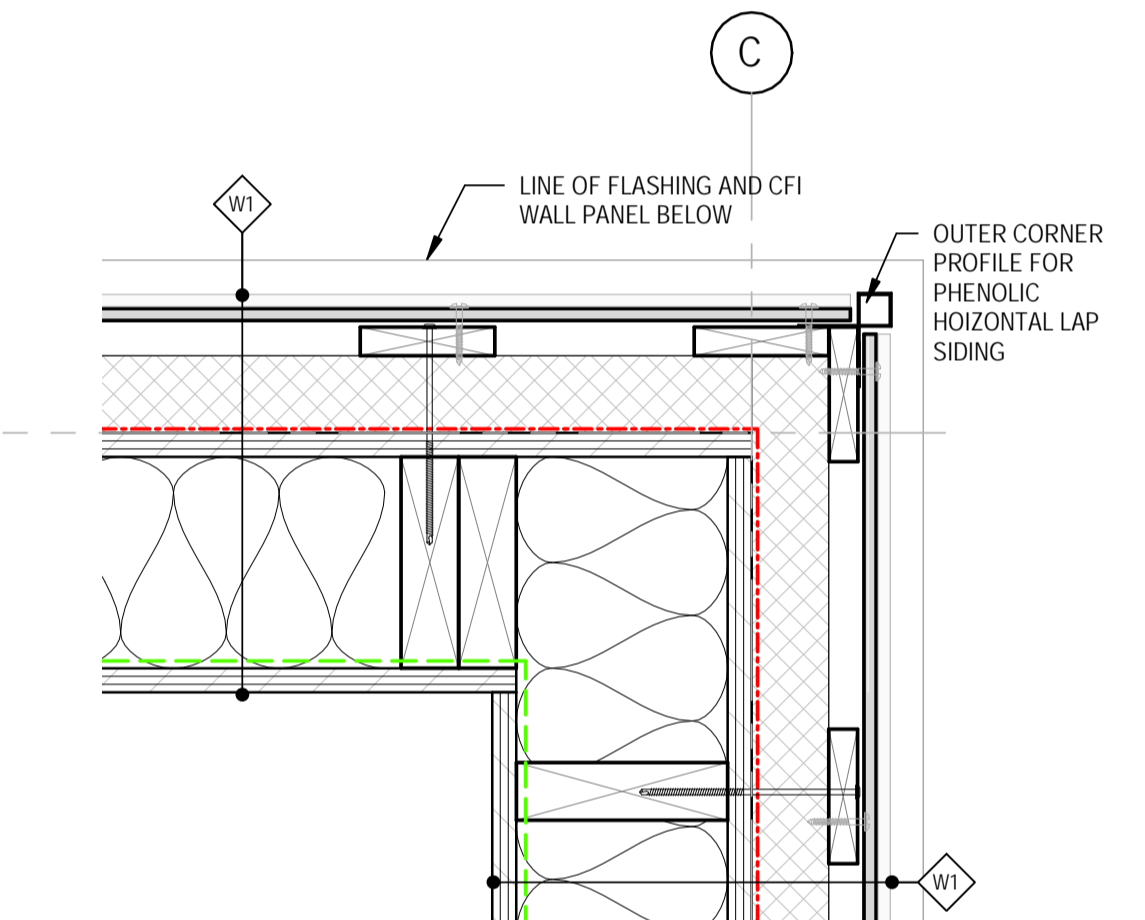 C
LINE OF FLASHING AND CFI
WALL PANEL BELOW
W1
OUTER CORNER
PROFILE FOR
PHENOLIC
HOIZONTAL LAP
SIDING
W1